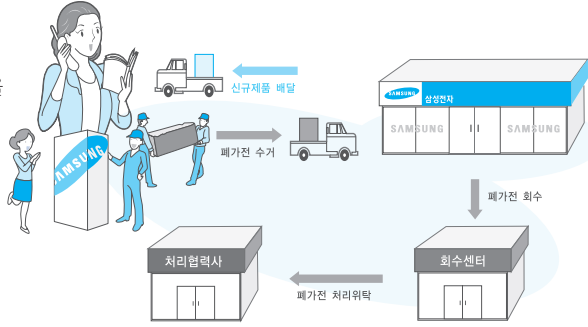 신규제품 배달
SAMSUNG
삼성전자
SAMSUNG
SAMSUNG
SAMSUNG
폐가전 수거
폐가전 회수
처리협력사
회수센터
폐가전 처리위탁